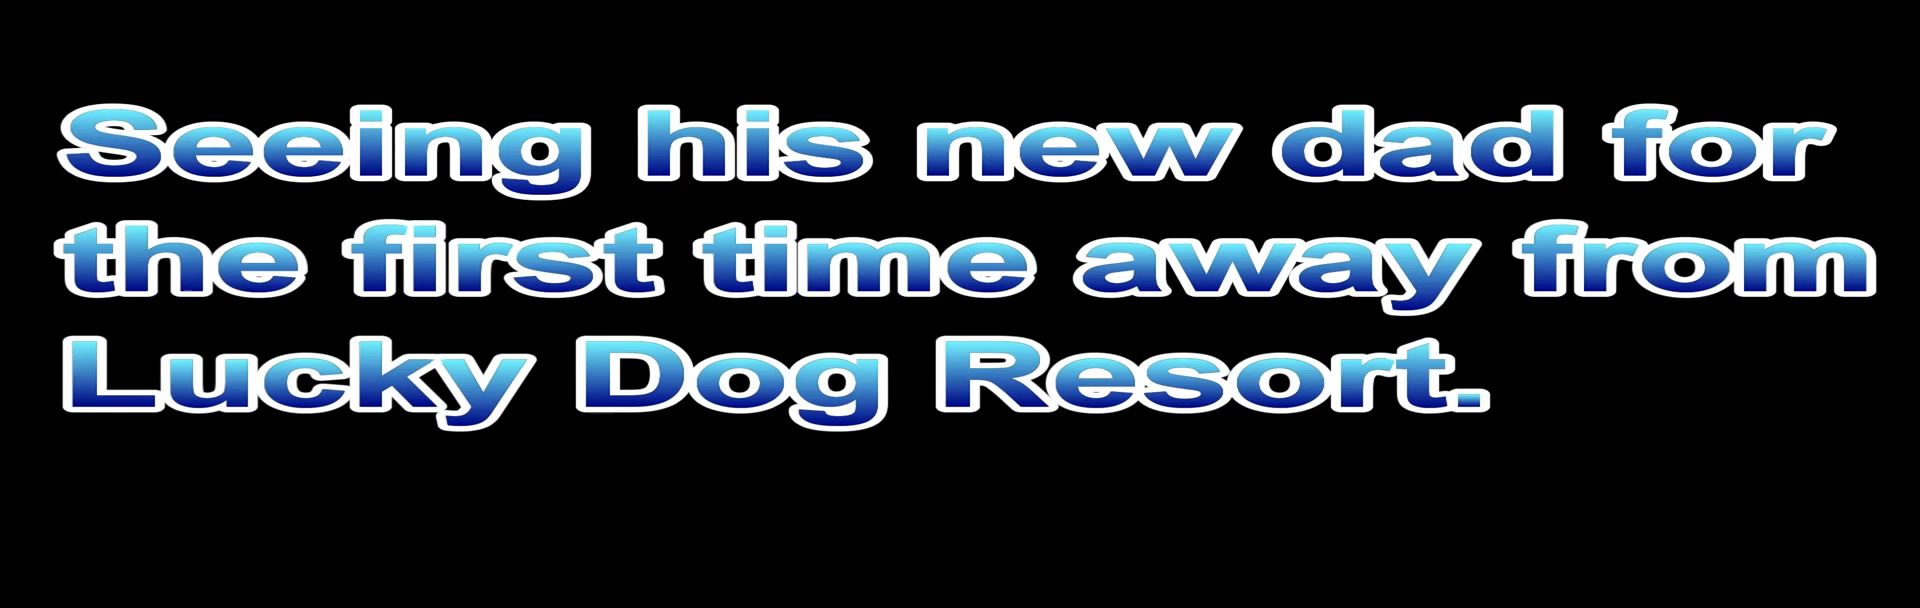 Seeing his new dad for
the first time away from
Lucky Dog Resort.